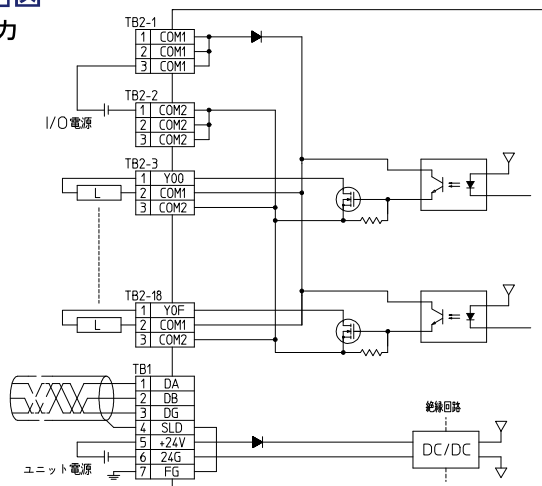 力
TB2-1
1 COM1
2 COM1
3 COM1
TB2-2
1 COM2
2 COM2
3 COM2
I/O電源
TB2-3
1 Y00
2 COM1
3 COM2
L
TB2-18
1 Y0F
2 COM1
3 COM2
L
TB1
1 DA
2 DB
3 DG
4 SLD
5 +24V
6 24G
7 FG
ユニット電源
絶縁回路
DC/DC